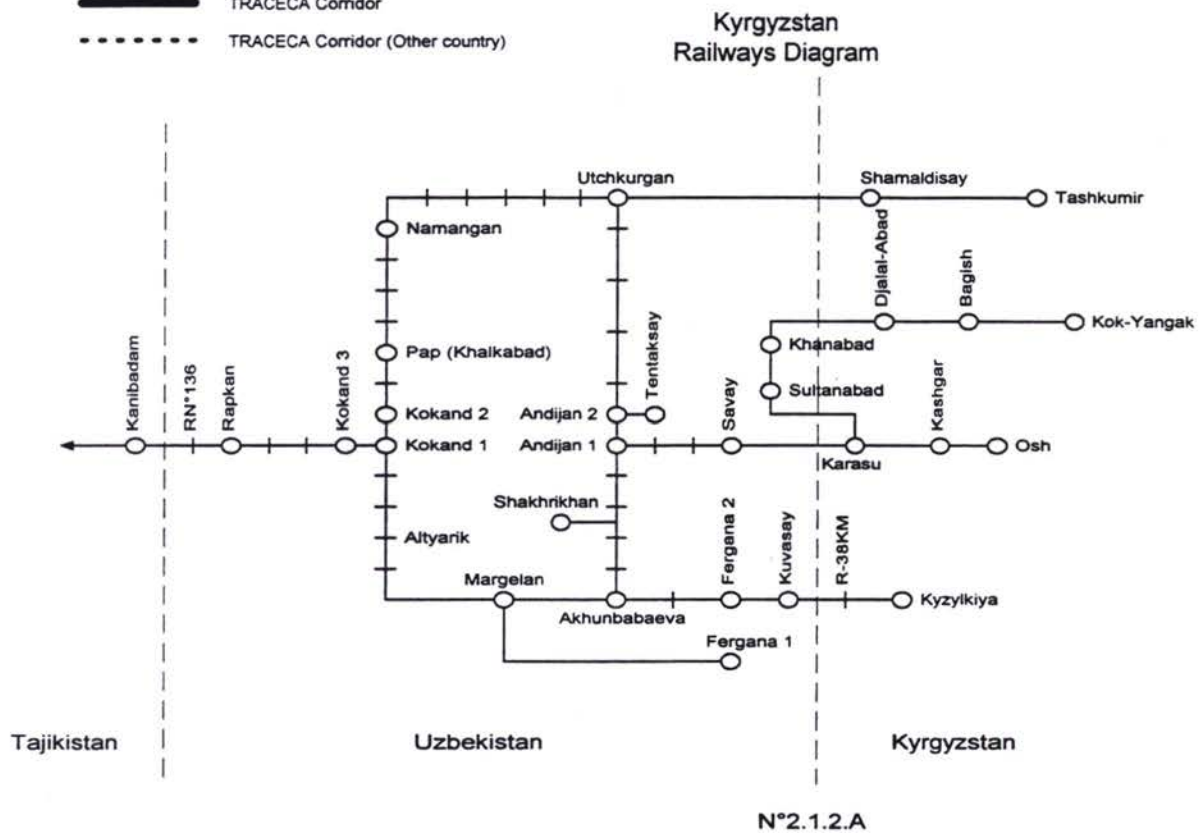 TRACECA Corridor
TRACECA Corridor (Other country)
Kyrgyzstan
Railways Diagram
Utchkurgan
Shamaldisay
Tashkumir
Namangan
Djalal-Abad
Bagish
Kok-Yangak
Khanabad
Kanibadam
RN°136
Rapkan
Kokand 3
Pap (Khalkabad)
Tentaksay
Savay
Sultanabad
Kashgar
Kokand 2
Andijan 2
Kokand 1
Andijan 1
Karasu
Osh
Shakhrikhan
Altyarik
Fergana 2
Kuvasay
R-38KM
Margelan
Akhunbabaeva
Kyzylkiya
Fergana 1
Tajikistan
Uzbekistan
Kyrgyzstan
N°2.1.2.A